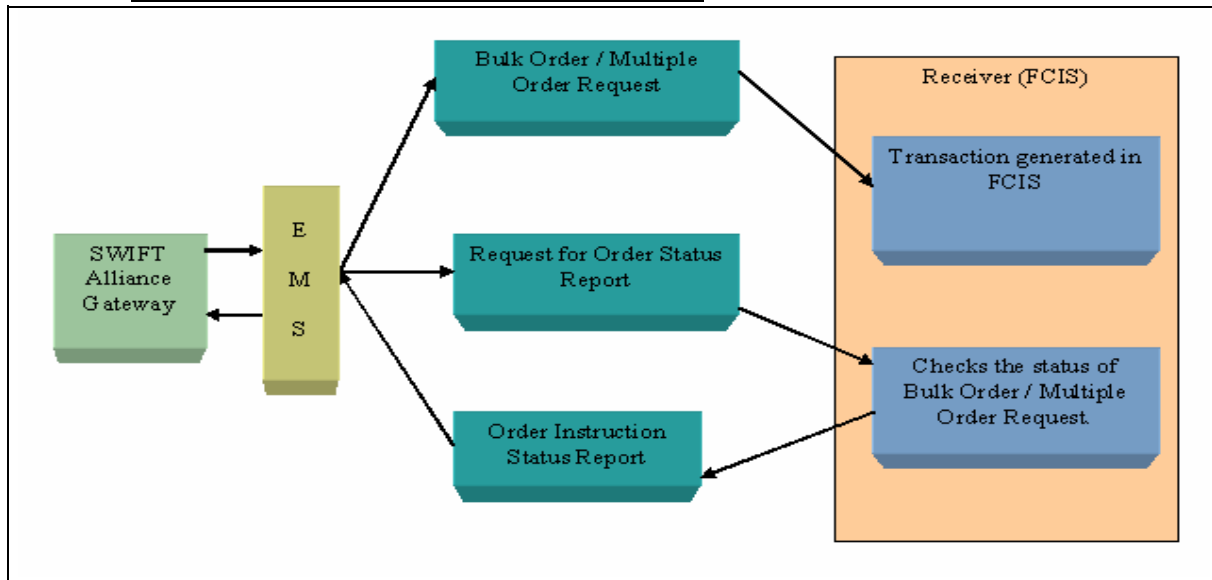 Bulk Order / Multiple
Order Request
Receiver (FCIS)
Transaction generated in
FCIS
E
M
S
SWIFT
Alliance
Gateway
Request for Order Status
Report
Checks the status of
Bulk Order / Multiple
Order Request.
Order Instruction
Status Report